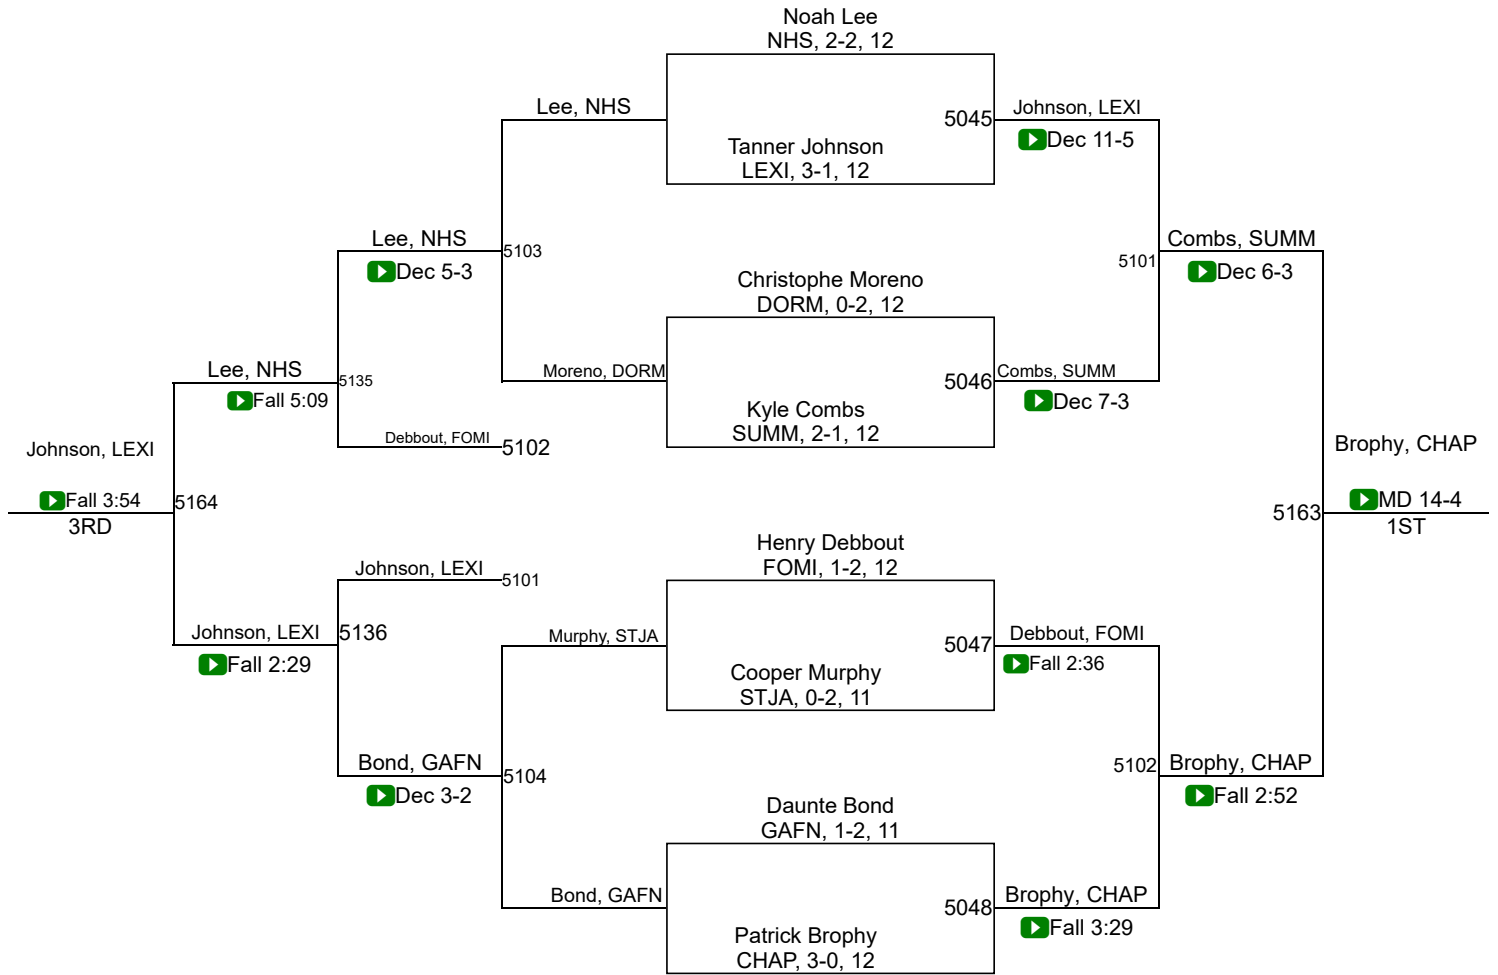 Noah Lee
NHS, 2-2, 12
Lee, NHS
5045
Johnson, LEXI
Dec 11-5
Tanner Johnson
LEXI, 3-1, 12
Lee, NHS
5103
Dec 5-3
5101
Combs, SUMM
Dec 6-3
Christophe Moreno
DORM, 0-2, 12
Lee, NHS
5135
Fall 5:09
Moreno, DORM
5046
Combs, SUMM
Dec 7-3
Kyle Combs
SUMM, 2-1, 12
Debbout, FOMI
5102
Johnson, LEXI
Fall 3:54
3RD
5164
Brophy, CHAP
5163
MD 14-4
1ST
Henry Debbout
FOMI, 1-2, 12
Johnson, LEXI
5101
Johnson, LEXI
5136
Fall 2:29
Murphy, STJA
5047
Debbout, FOMI
Fall 2:36
Cooper Murphy
STJA, 0-2, 11
Bond, GAFN
5104
Dec 3-2
5102
Brophy, CHAP
Fall 2:52
Daunte Bond
GAFN, 1-2, 11
Bond, GAFN
5048
Brophy, CHAP
Fall 3:29
Patrick Brophy
CHAP, 3-0, 12